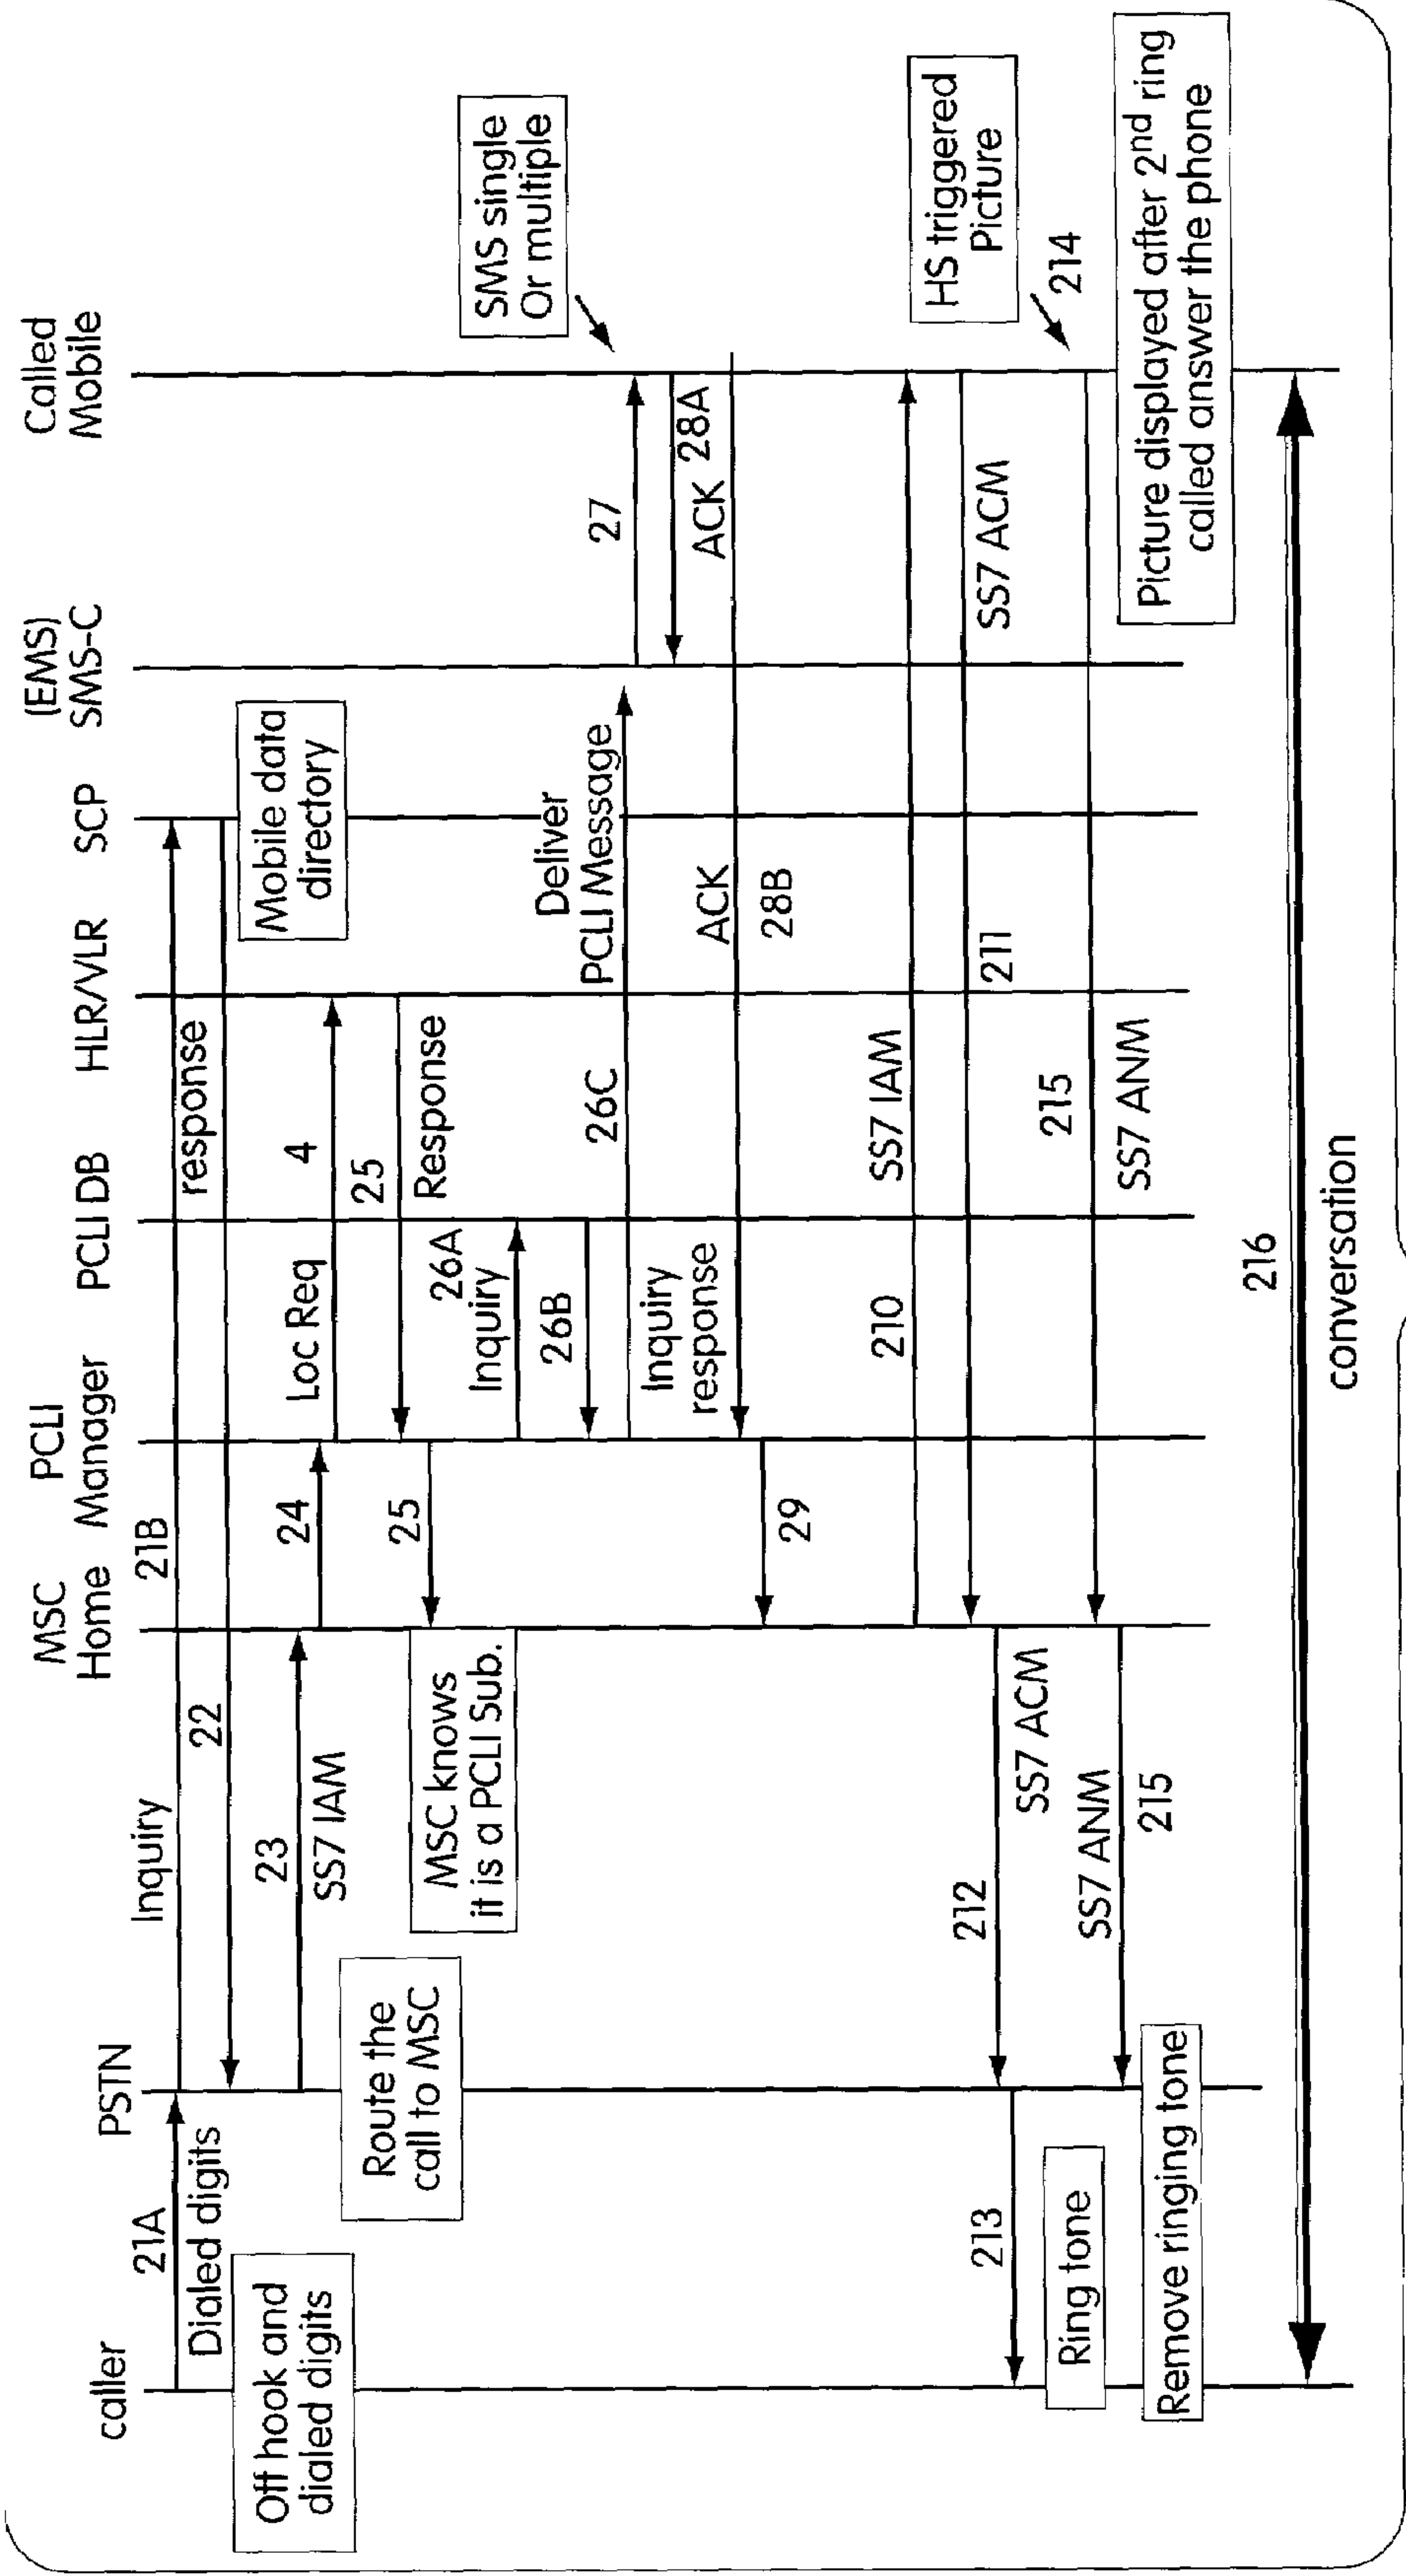 caller
PSTN
MSC
Home
PCLI
Manager
PCLI DB
HLR/VLR
SCP
(EMS)
SMS-C
Called
Mobile
21A
Dialed digits
Off hook and
dialed digits
Inquiry
21B
22
response
Mobile data
directory
23
SS7 IAM
Route the
call to MSC
24
Loc Req
4
25
Response
25
MSC knows
it is a PCLI Sub.
26A
Inquiry
26B
Inquiry
response
26C
Deliver
PCLI Message
27
SMS single
Or multiple
ACK 28A
ACK
28B
29
210
SS7 IAM
HS triggered
Picture
SS7 ACM
211
212
SS7 ACM
213
Ring tone
214
Picture displayed after 2nd ring
called answer the phone
215
SS7 ANM
SS7 ANM
215
Remove ringing tone
216
conversation